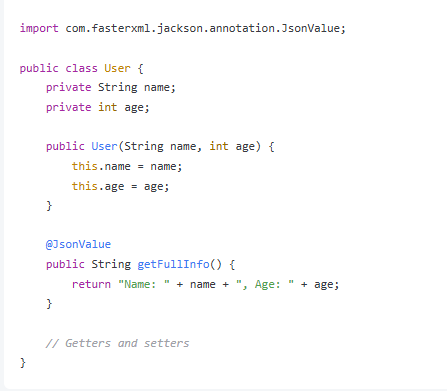 import com.fasterxml.jackson.annotation.JsonValue;
public class User {
private String name;
private int age;
public User(String name, int age) {
this.name = name;
this.age = age;
}
@JsonValue
public String getFullInfo() {
return "Name: " + name + ", Age: " + age;
}
// Getters and setters
}